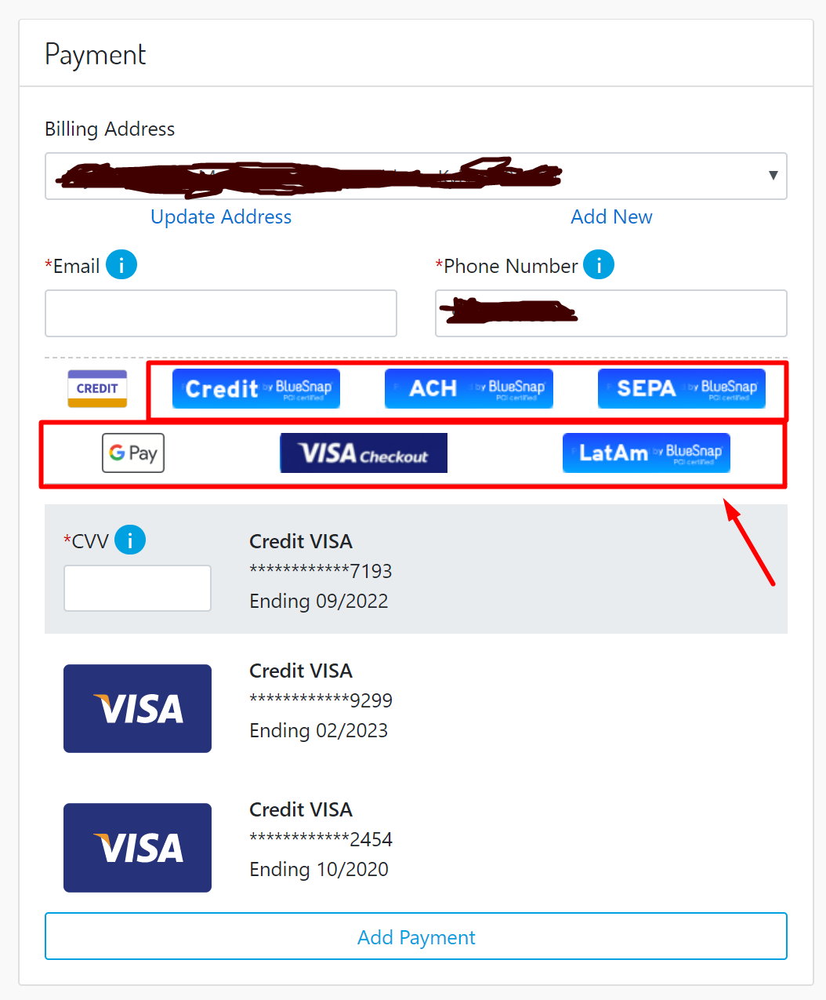 Payment
Billing Address
Update Address Add New
*Email i *Phone Number i
CREDIT Credit by BlueSnap® PCI certified ACH by BlueSnap® PCI certified SEPA by BlueSnap® PCI certified
G Pay VISA Checkout LatAm by BlueSnap® PCI certified
*CVV i Credit VISA
************7193
Ending 09/2022
Credit VISA
VISA ************9299
Ending 02/2023
Credit VISA
VISA ************2454
Ending 10/2020
Add Payment